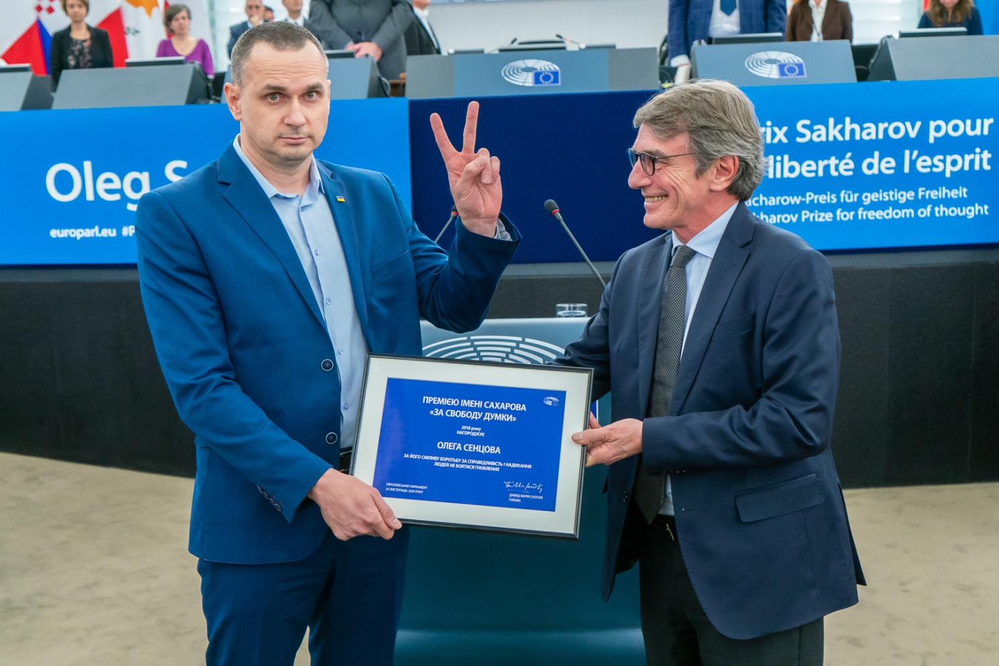 Oleg S
europarl.eu #P
rix Sakharov pour
liberté de l'esprit
acharow-Preis für geistige Freiheit
kharov Prize for freedom of thought
ПРЕМІЄЮ ІМЕНІ САХАРОВА
«ЗА СВОБОДУ ДУМКИ»
2018 року
НАГОРОДЖУЄ
ОЛЕГА СЕНЦОВА
ЗА ЙОГО СМІЛИВУ БОРОТЬБУ ЗА СПРАВЕДЛИВІСТЬ І НАДИХАННЯ
ЛЮДЕЙ НЕ БОЯТИСЯ ГНОБЛЕННЯ
ЄВРОПЕЙСЬКИЙ ПАРЛАМЕНТ
26 ЛИСТОПАДА 2019 РОКУ
ДАВИД МАРІЯ САССОЛІ
ГОЛОВА